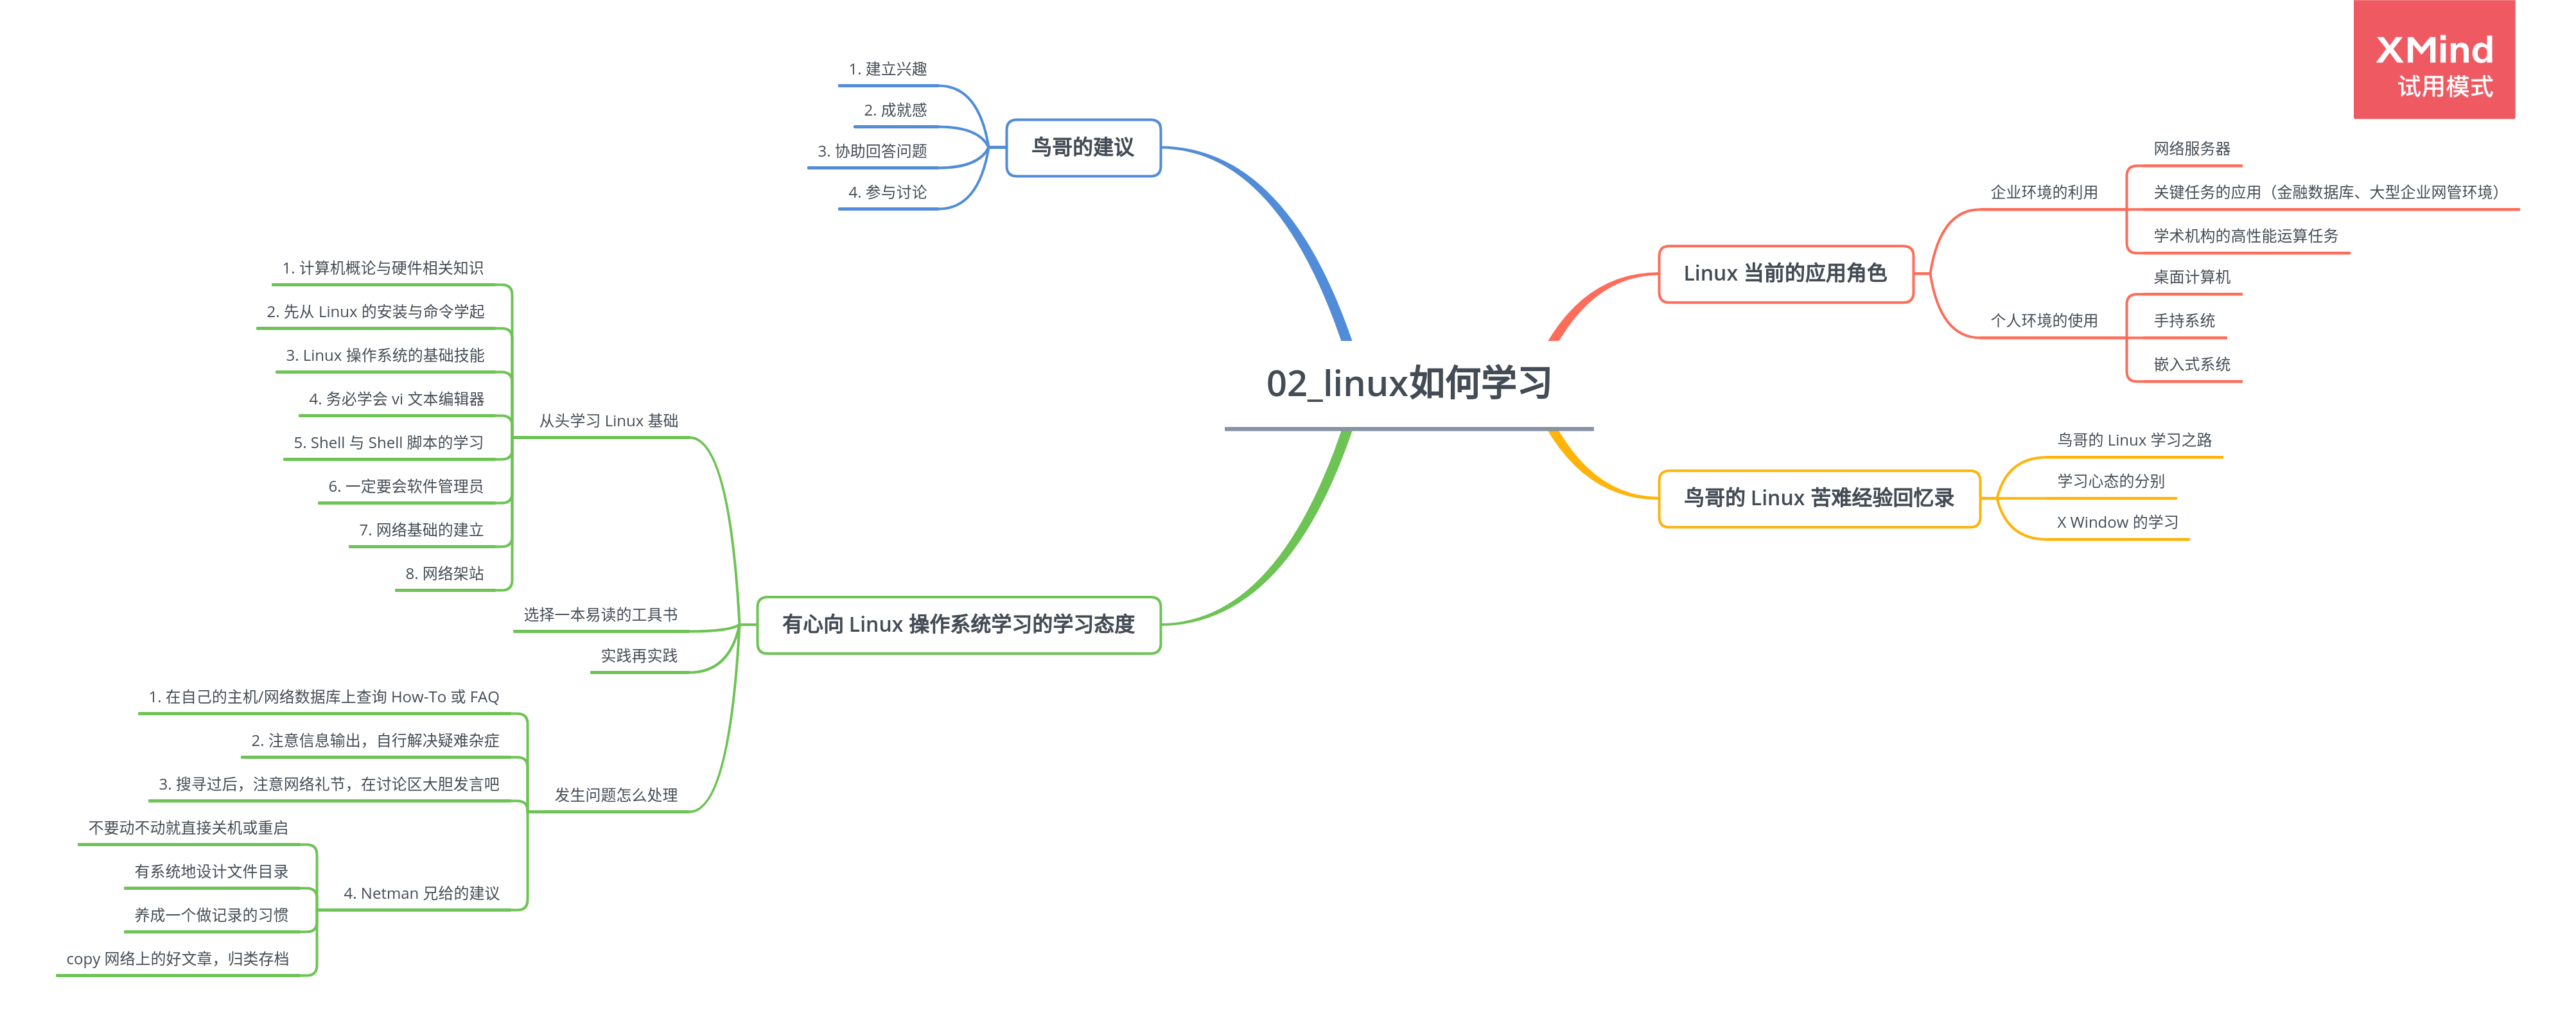 XMind
试用模式
02_linux如何学习
Linux 当前的应用角色
企业环境的利用
网络服务器
关键任务的应用（金融数据库、大型企业网管环境）
学术机构的高性能运算任务
个人环境的使用
桌面计算机
手持系统
嵌入式系统
鸟哥的 Linux 苦难经验回忆录
鸟哥的 Linux 学习之路
学习心态的分别
X Window 的学习
有心向 Linux 操作系统学习的学习态度
从头学习 Linux 基础
1. 计算机概论与硬件相关知识
2. 先从 Linux 的安装与命令学起
3. Linux 操作系统的基础技能
4. 务必学会 vi 文本编辑器
5. Shell 与 Shell 脚本的学习
6. 一定要会软件管理员
7. 网络基础的建立
8. 网络架站
选择一本易读的工具书
实践再实践
发生问题怎么处理
1. 在自己的主机/网络数据库上查询 How-To 或 FAQ
2. 注意信息输出，自行解决疑难杂症
3. 搜寻过后，注意网络礼节，在讨论区大胆发言吧
4. Netman 兄给的建议
不要动不动就直接关机或重启
有系统地设计文件目录
养成一个做记录的习惯
copy 网络上的好文章，归类存档
鸟哥的建议
1. 建立兴趣
2. 成就感
3. 协助回答问题
4. 参与讨论